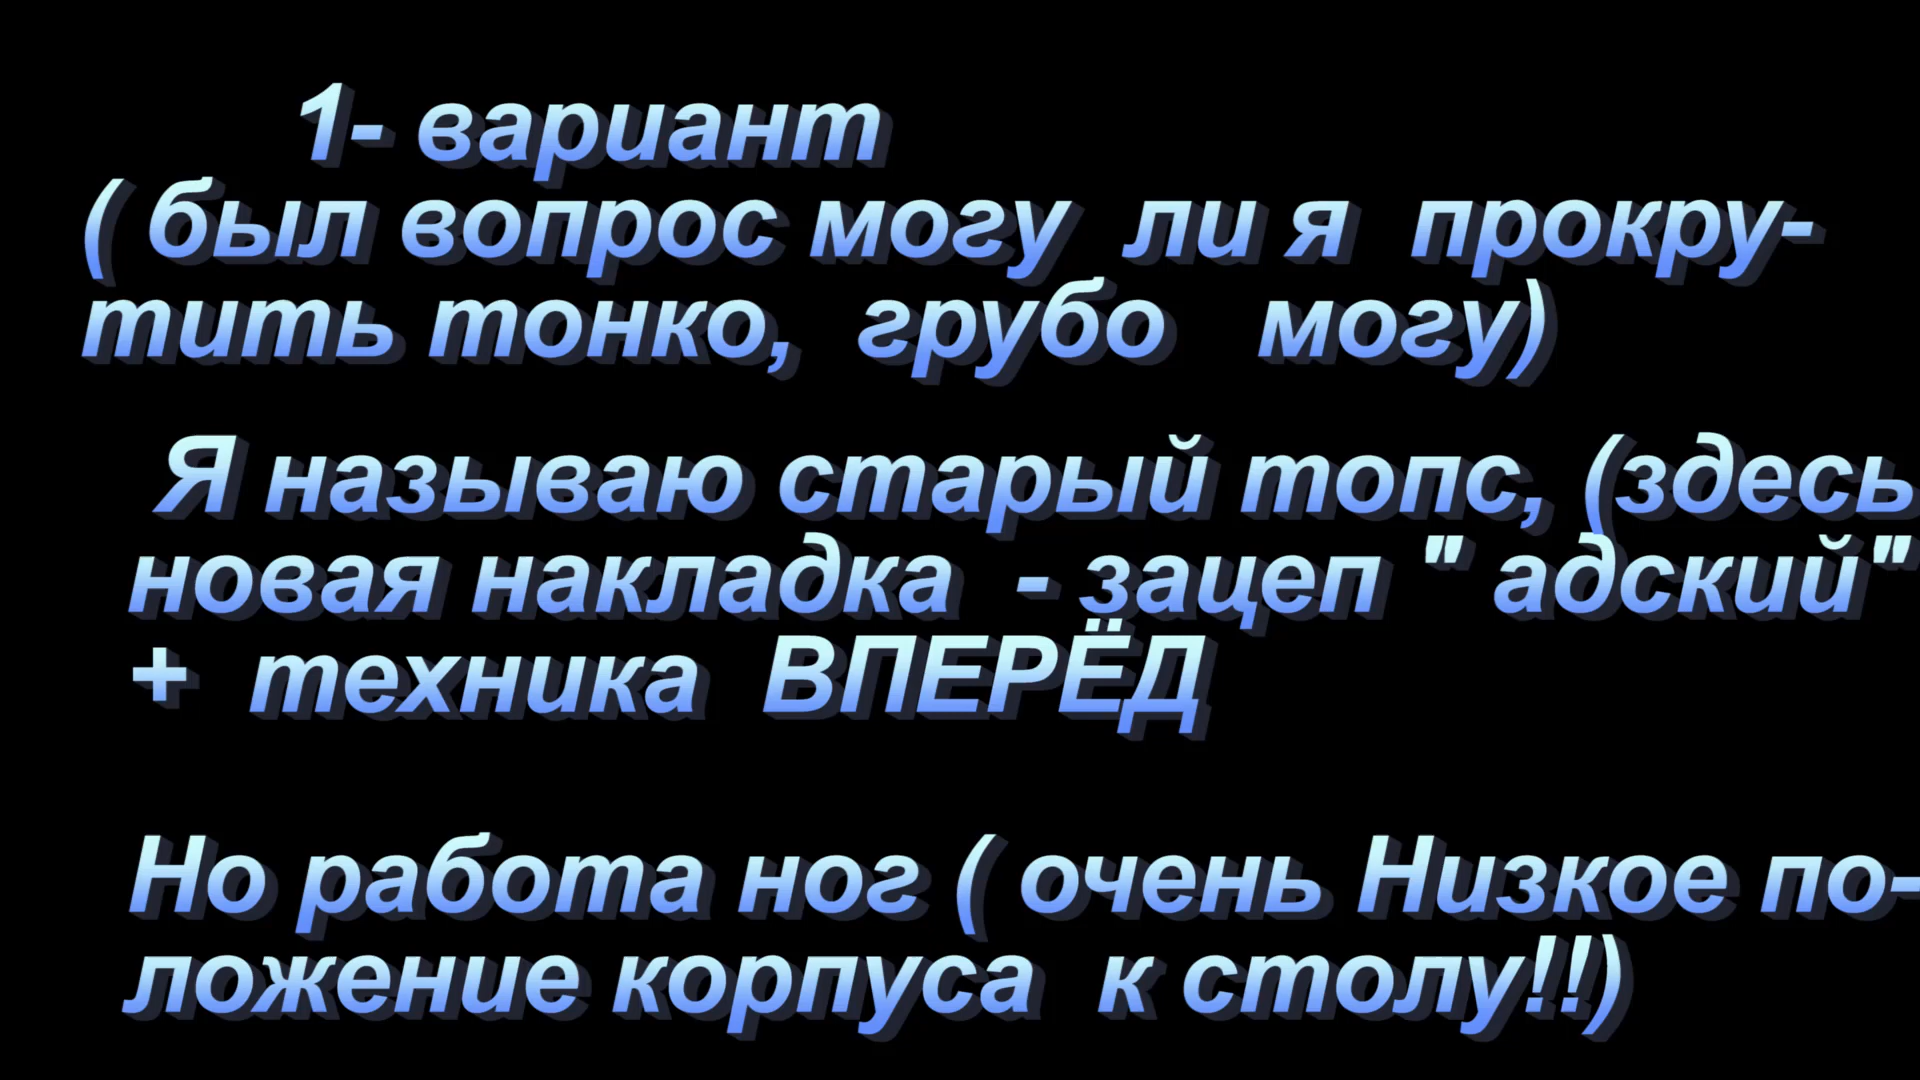 1- вариант
( был вопрос могу ли я прокру-
тить тонко, грубо могу)
Я называю старый топс, (здесь
новая накладка - зацеп " адский"
+ техника ВПЕРЁД
Но работа ног ( очень Низкое по-
ложение корпуса к столу!!)